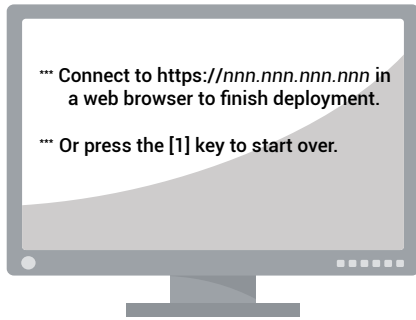 *** Connect to https://nnn.nnn.nnn.nnn in
a web browser to finish deployment.
*** Or press the [1] key to start over.